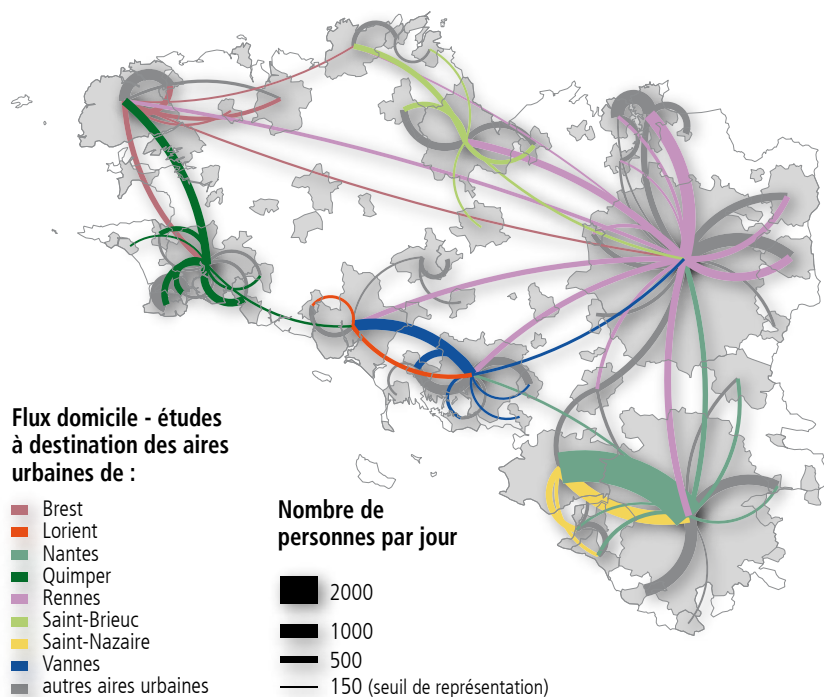 Flux domicile - études
à destination des aires
urbaines de :
Brest
Lorient
Nantes
Quimper
Rennes
Saint-Brieuc
Saint-Nazaire
Vannes
autres aires urbaines
Nombre de
personnes par jour
2000
1000
500
150 (seuil de représentation)